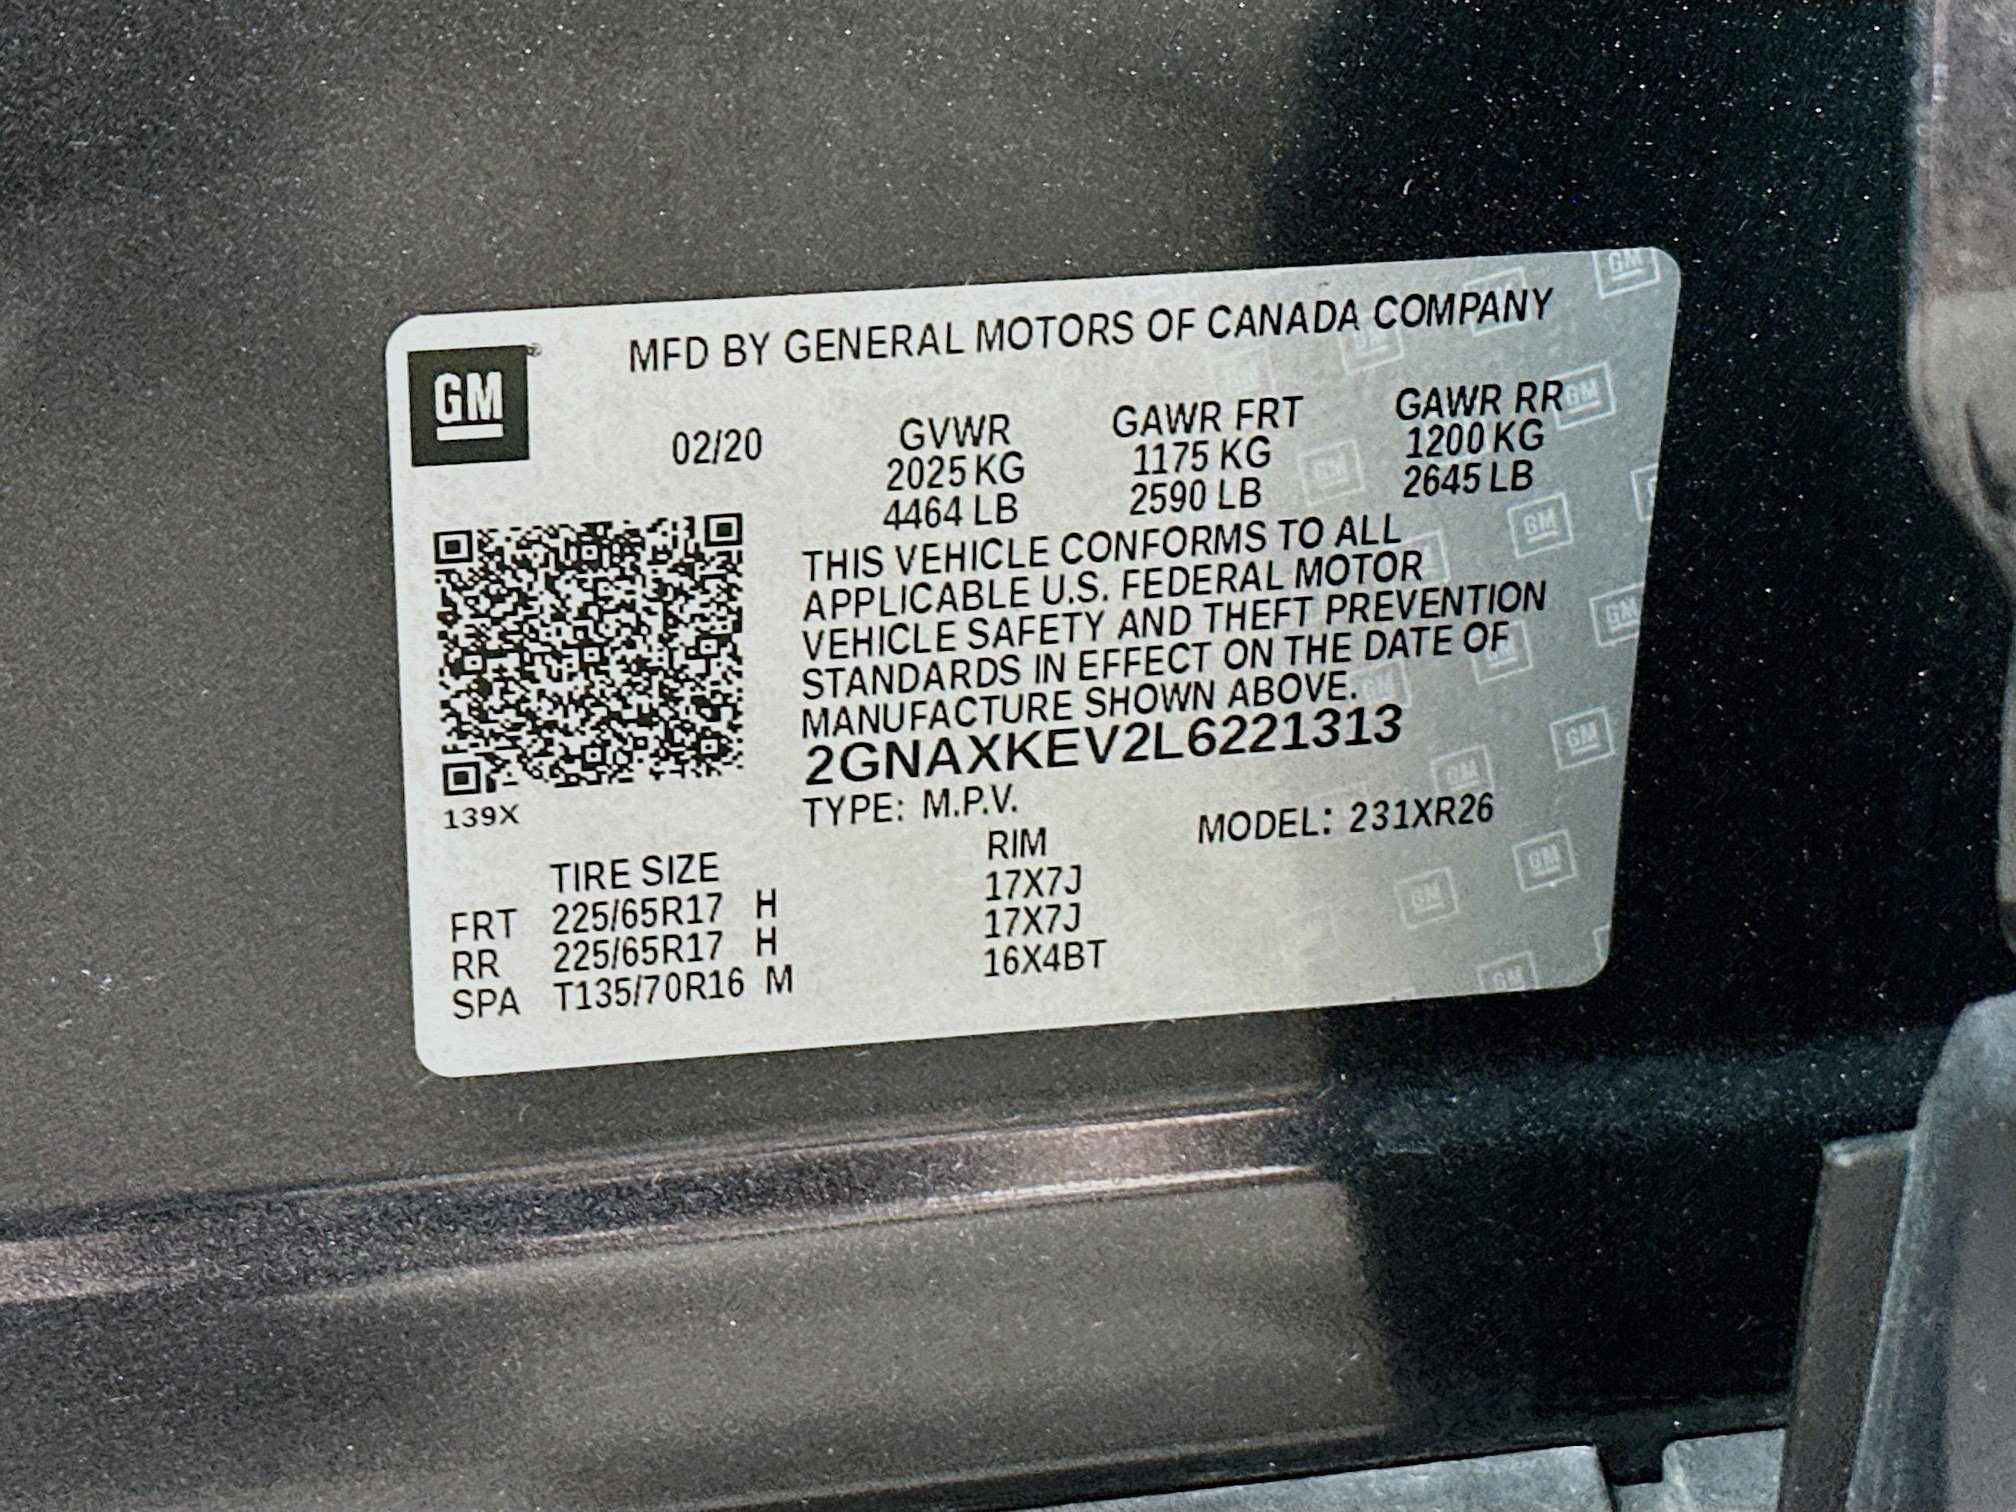 GM
MFD BY GENERAL MOTORS OF CANADA COMPANY
02/20 GVWR GAWR FRT GAWR RR
2025 KG 1175 KG 1200 KG
4464 LB 2590 LB 2645 LB
THIS VEHICLE CONFORMS TO ALL
APPLICABLE U.S. FEDERAL MOTOR
VEHICLE SAFETY AND THEFT PREVENTION
STANDARDS IN EFFECT ON THE DATE OF
MANUFACTURE SHOWN ABOVE.
2GNAXKEV2L6221313
139X
TYPE: M.P.V. MODEL: 231XR26
TIRE SIZE RIM
FRT 225/65R17 H 17X7J
RR 225/65R17 H 17X7J
SPA T135/70R16 M 16X4BT